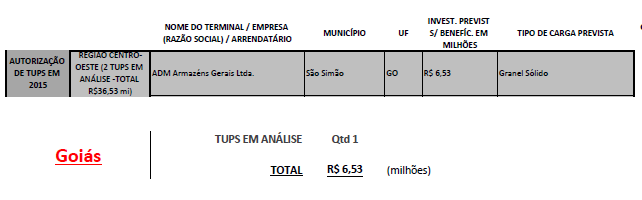 NOME DO TERMINAL / EMPRESA
(RAZÃO SOCIAL) / ARRENDATÁRIO
MUNICÍPIO
UF
INVEST. PREVIST
S/ BENEFÍC. EM
MILHÕES
TIPO DE CARGA PREVISTA
AUTORIZAÇÃO
DE TUPS EM
2015
REGIÃO CENTRO-
OESTE (2 TUPS EM
ANÁLISE -TOTAL
R$36,53 mi)
ADM Armazéns Gerais Ltda.
São Simão
GO
R$ 6,53
Granel Sólido
Goiás
TUPS EM ANÁLISE Qtd 1
TOTAL R$ 6,53 (milhões)